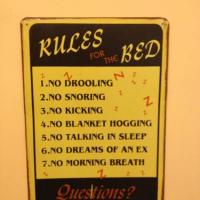 RULES
FOR THE BED
1.NO DROOLING
2.NO SNORING
3.NO KICKING
4.NO BLANKET HOGGING
5.NO TALKING IN SLEEP
6.NO DREAMS OF AN EX
7.NO MORNING BREATH
Questions?